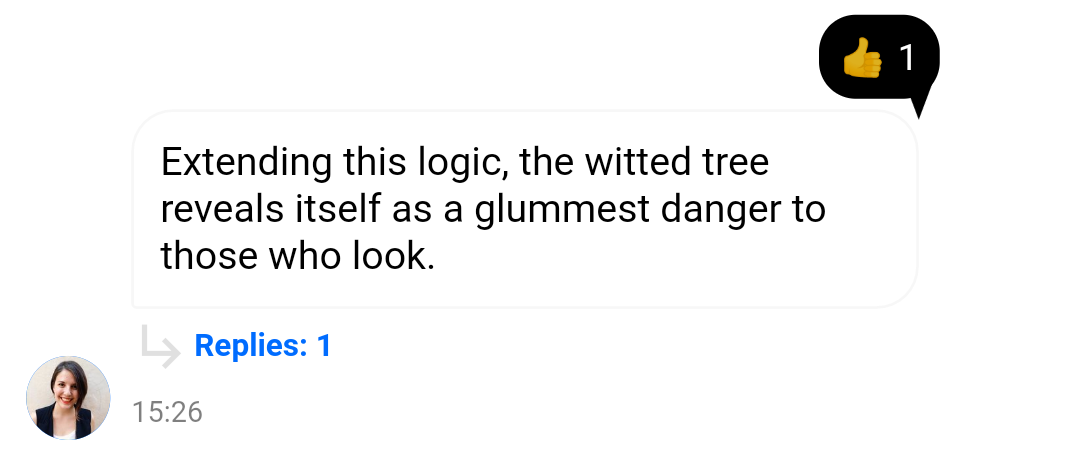 👍 1
Extending this logic, the witted tree
reveals itself as a glummest danger to
those who look.
Replies: 1
15:26